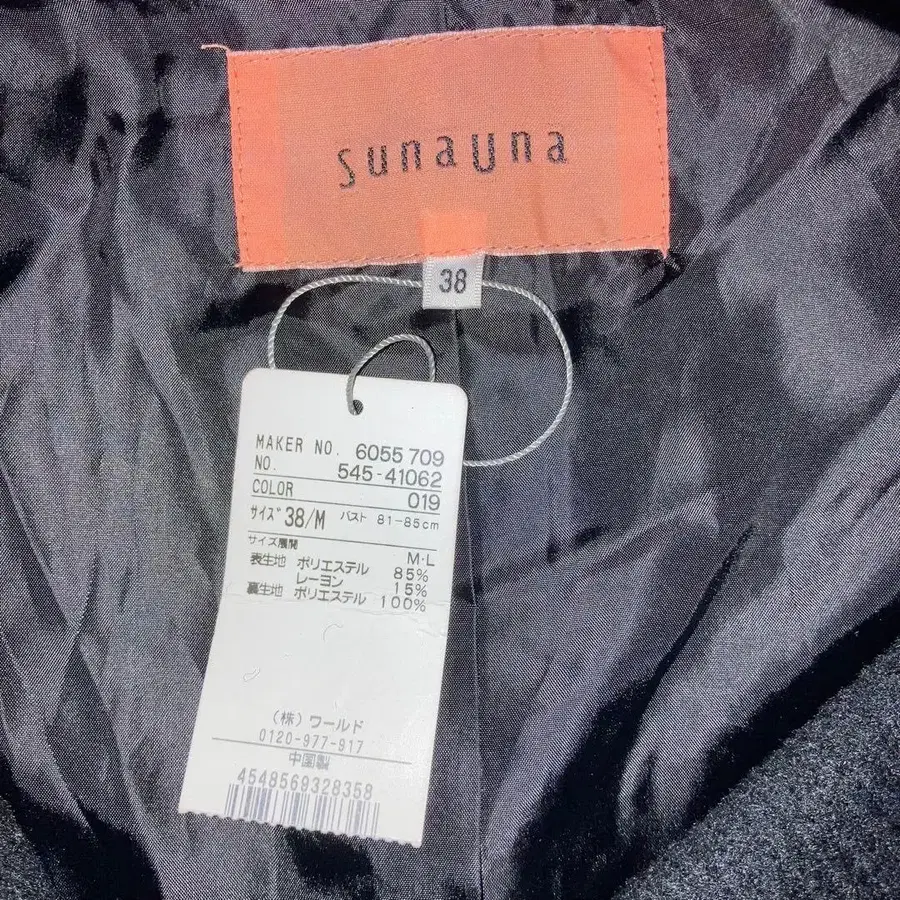 sunauna
38
MAKER NO. 6055 709
NO. 545-41062
COLOR 019
サイズ 38/M バスト 81-85cm
サイズ展開 M・L
表生地 ポリエステル 85%
レーヨン 15%
裏生地 ポリエステル 100%
(株)ワールド
0120-977-917
中国製
4548569328358